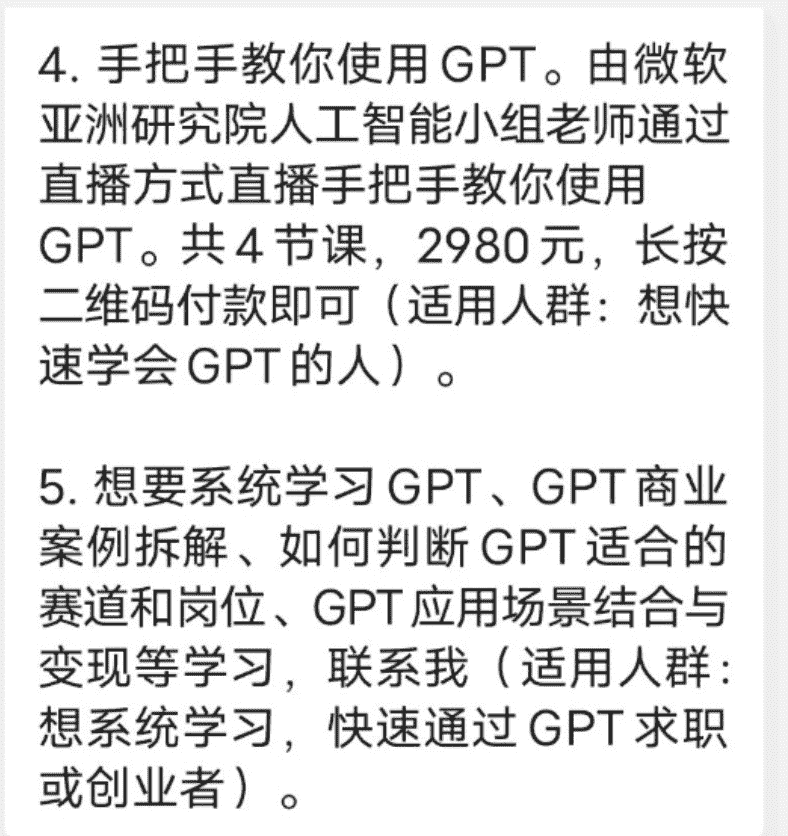 4. 手把手教你使用 GPT。由微软
亚洲研究院人工智能小组老师通过
直播方式直播手把手教你使用
GPT。共 4 节课，2980 元，长按
二维码付款即可（适用人群：想快
速学会 GPT 的人）。
5. 想要系统学习 GPT、GPT 商业
案例拆解、如何判断 GPT 适合的
赛道和岗位、GPT 应用场景结合与
变现等学习，联系我（适用人群：
想系统学习，快速通过 GPT 求职
或创业者）。